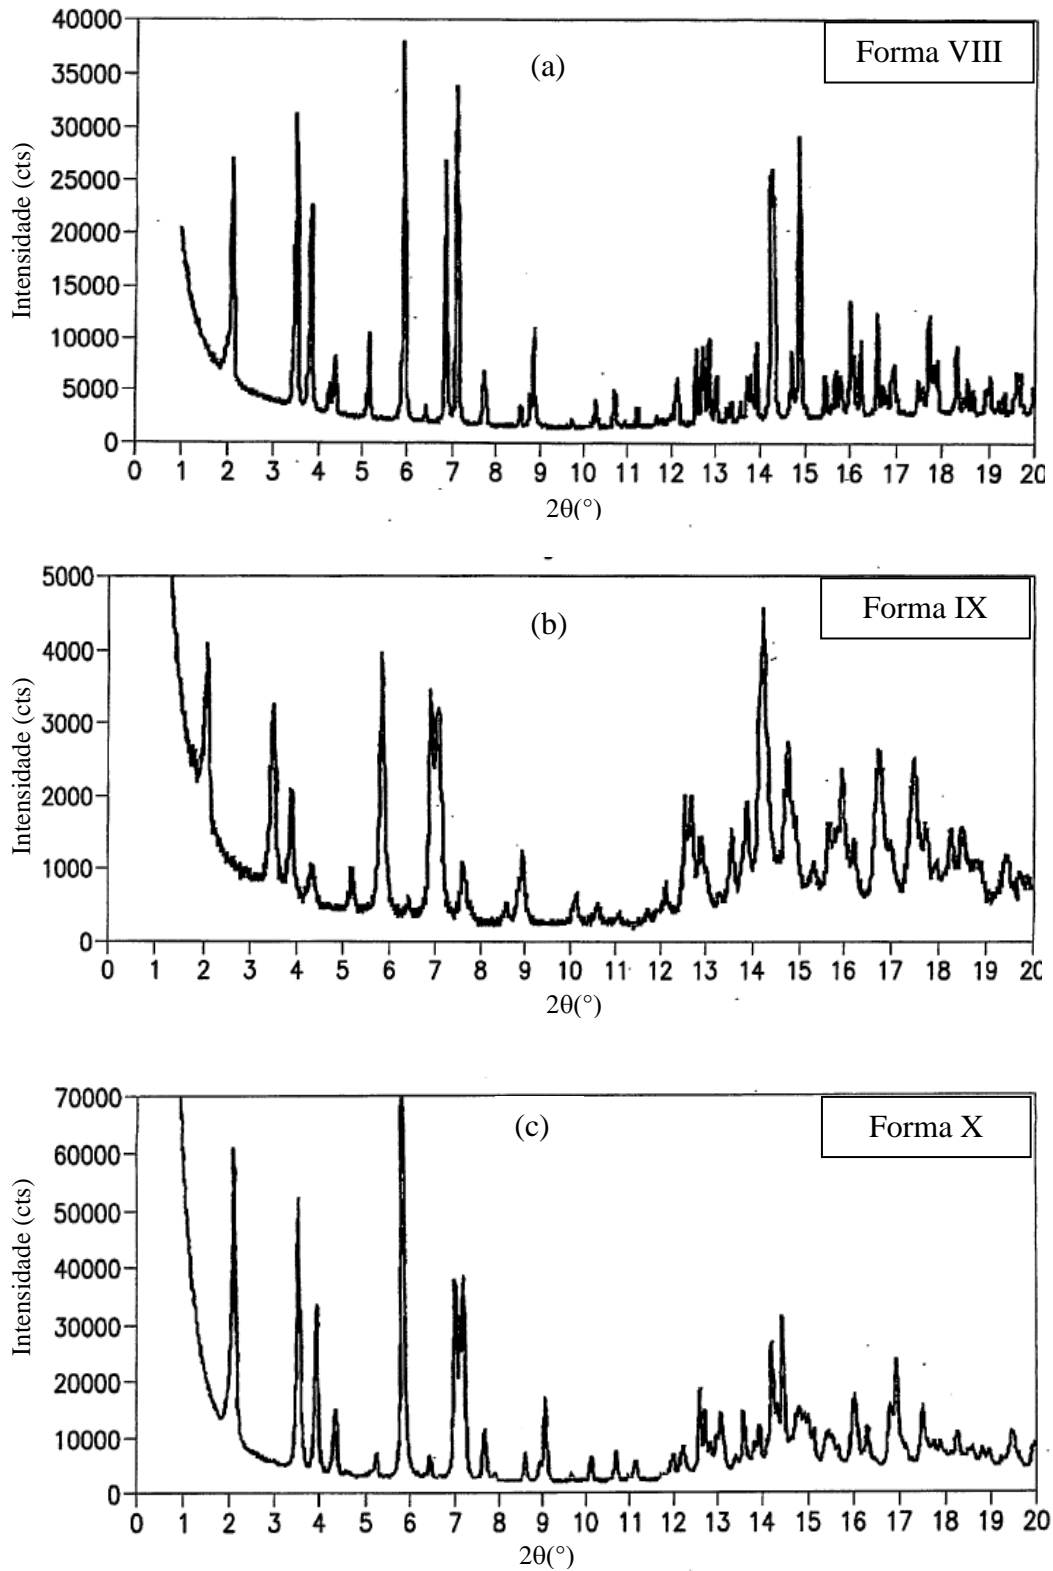 40000
(a)
Forma VIII
35000
30000
25000
20000
15000
10000
5000
0
Intensidade (cts)
0 1 2 3 4 5 6 7 8 9 10 11 12 13 14 15 16 17 18 19 20
2θ(°)
5000
(b)
Forma IX
4000
3000
2000
1000
0
Intensidade (cts)
0 1 2 3 4 5 6 7 8 9 10 11 12 13 14 15 16 17 18 19 20
2θ(°)
70000
(c)
Forma X
60000
50000
40000
30000
20000
10000
0
Intensidade (cts)
0 1 2 3 4 5 6 7 8 9 10 11 12 13 14 15 16 17 18 19 20
2θ(°)